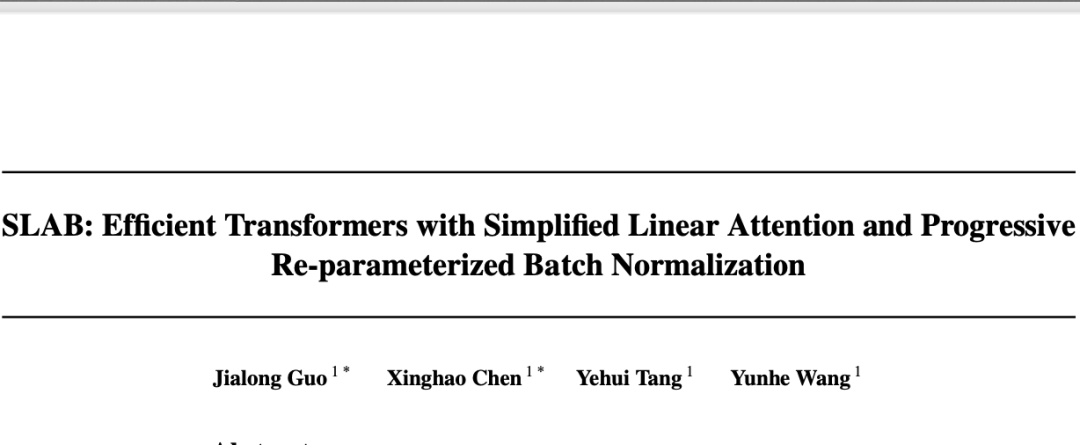 SLAB: Efficient Transformers with Simplified Linear Attention and Progressive
Re-parameterized Batch Normalization
Jialong Guo 1 * Xinghao Chen 1 * Yehui Tang 1 Yunhe Wang 1